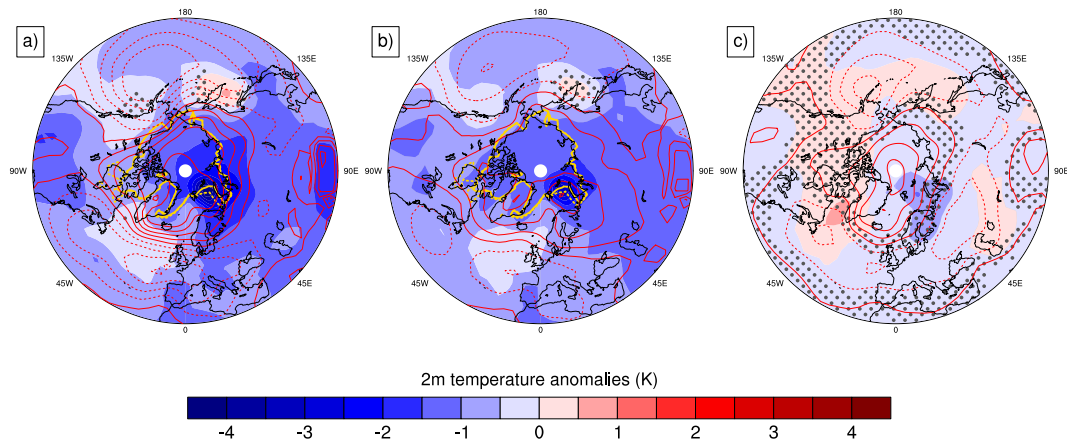 180 180 180
a) b) c)
135W 135E 135W 135E 135W 135E
90W 90E 90W 90E 90W 90E
45W 45E 45W 45E 45W 45E
0 0 0
2m temperature anomalies (K)
-4 -3 -2 -1 0 1 2 3 4